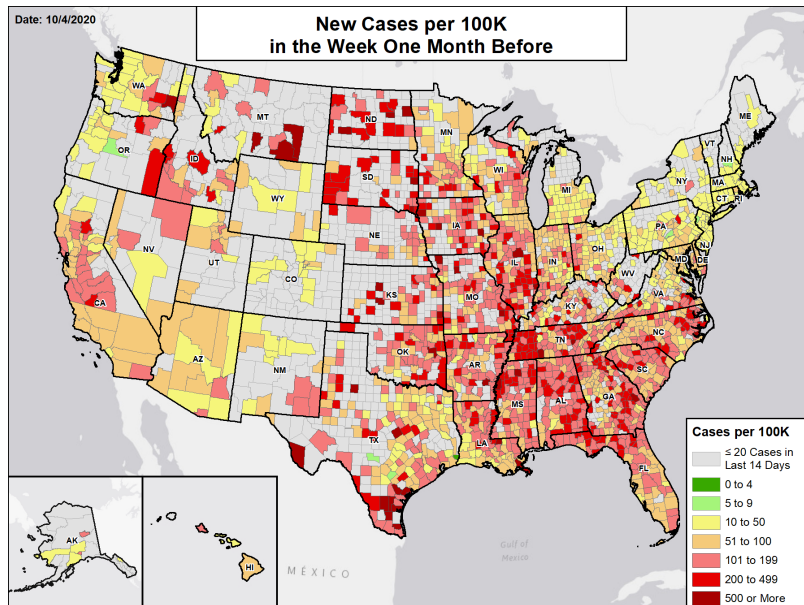 Date: 10/4/2020
New Cases per 100K
in the Week One Month Before
WA
MT
ND
MN
ME
OR
ID
SD
WI
VT
NH
NY
MA
CT
RI
MI
WY
IA
PA
NJ
NE
OH
MD
DE
NV
UT
CO
IL
IN
WV
VA
CA
KS
MO
KY
AZ
NM
OK
AR
TN
NC
SC
MS
AL
GA
TX
LA
FL
AK
HI
Gulf of
Mexico
MÉXICO
Cases per 100K
≤ 20 Cases in
Last 14 Days
0 to 4
5 to 9
10 to 50
51 to 100
101 to 199
200 to 499
500 or More